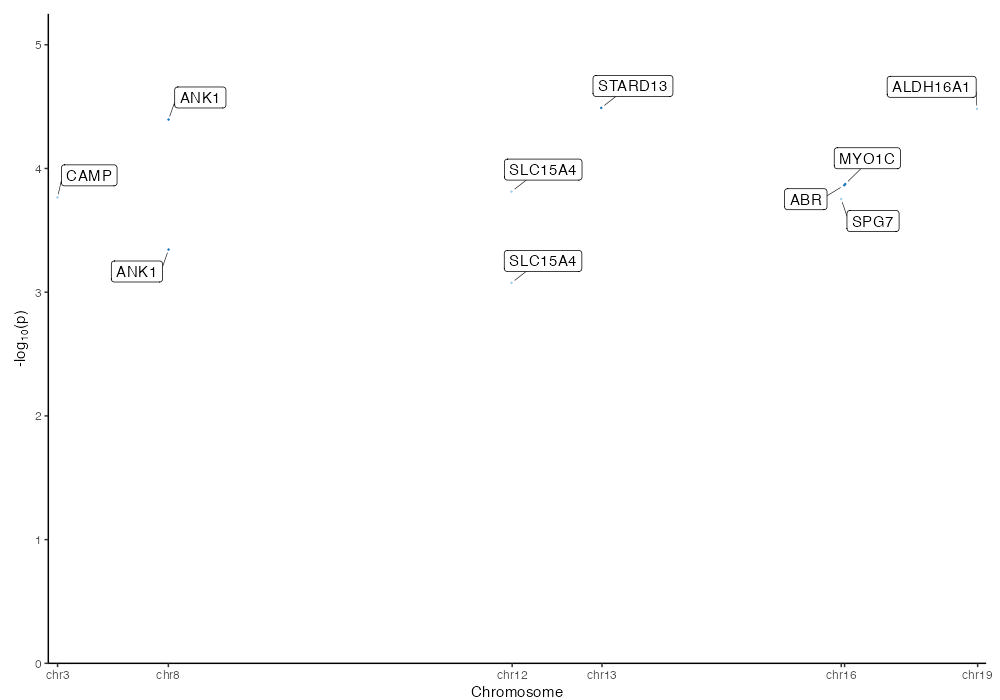 5
4
3
2
1
0
-log10(p)
CAMP
ANK1
ANK1
SLC15A4
SLC15A4
STARD13
MYO1C
ABR
SPG7
ALDH16A1
chr3
chr8
chr12
chr13
chr16
chr19
Chromosome